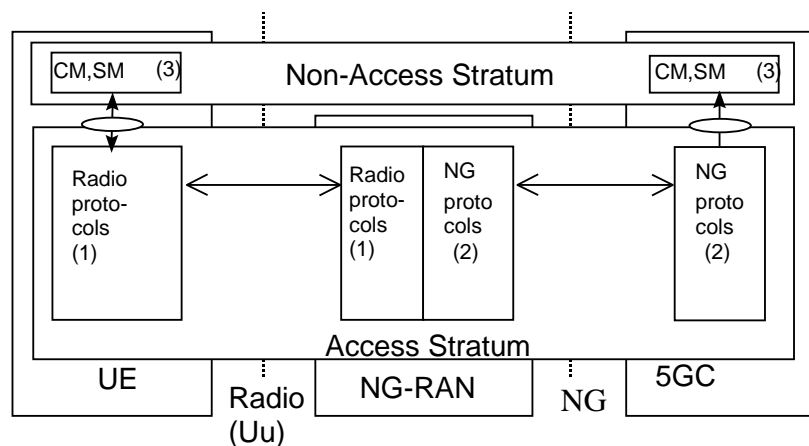 CM,SM (3)
Non-Access Stratum
CM,SM (3)
Radio
proto-
cols
(1)
Radio
proto-
cols
(1)
NG
proto
cols
(2)
NG
proto
cols
(2)
Access Stratum
UE
Radio
(Uu)
NG-RAN
NG
5GC